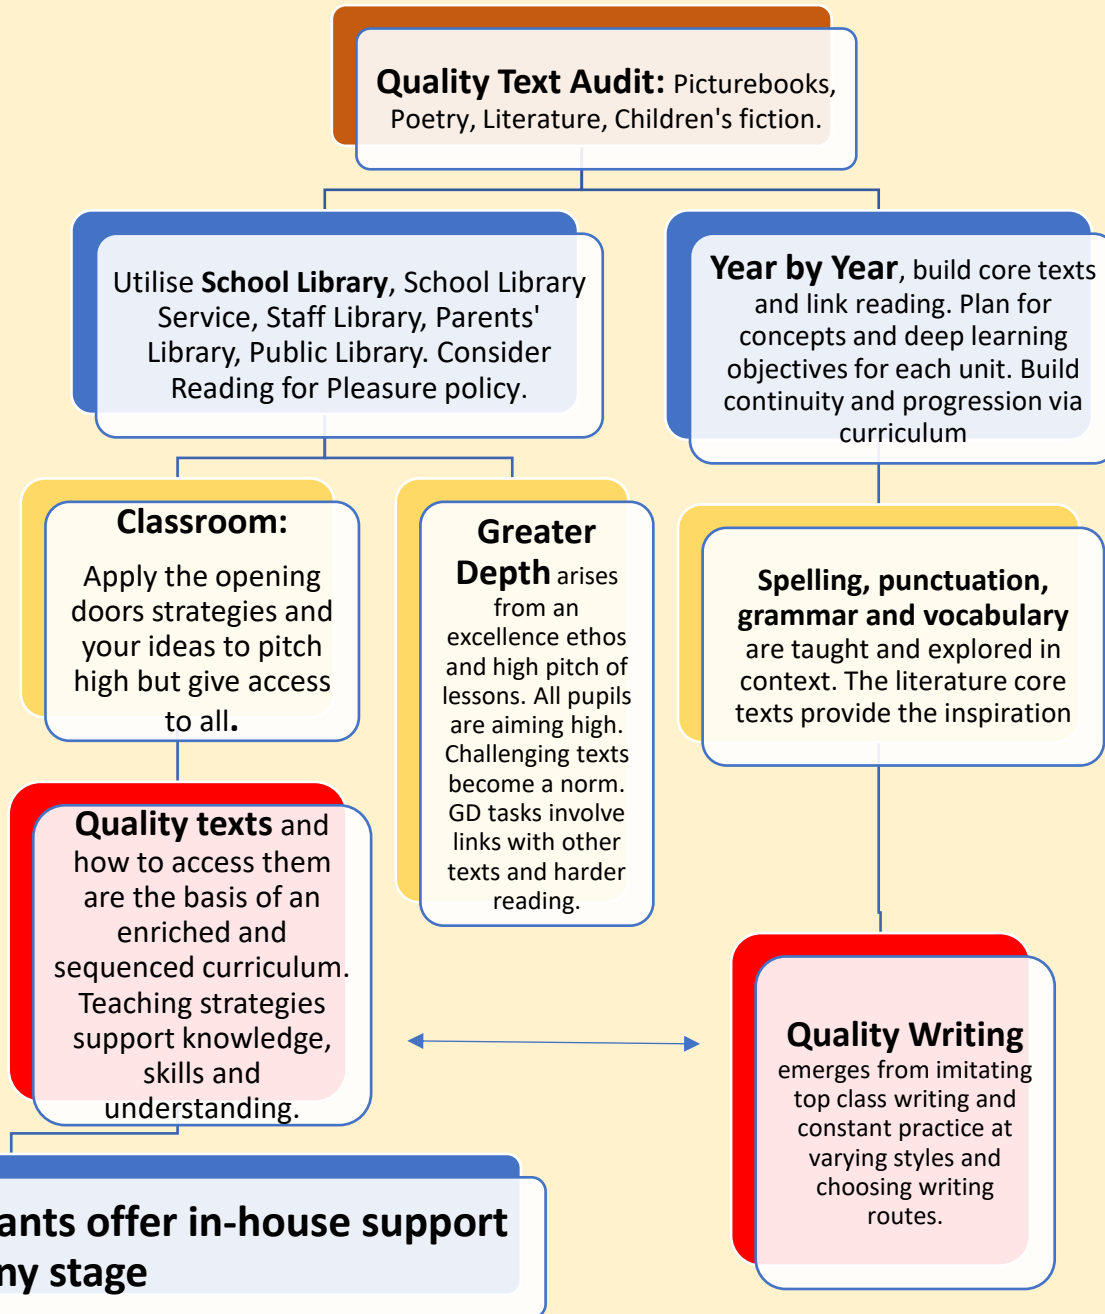 Quality Text Audit: Picturebooks,
Poetry, Literature, Children's fiction.
Utilise School Library, School Library
Service, Staff Library, Parents'
Library, Public Library. Consider
Reading for Pleasure policy.
Year by Year, build core texts
and link reading. Plan for
concepts and deep learning
objectives for each unit. Build
continuity and progression via
curriculum
Classroom:
Apply the opening
doors strategies and
your ideas to pitch
high but give access
to all.
Greater
Depth arises
from an
excellence ethos
and high pitch of
lessons. All pupils
are aiming high.
Challenging texts
become a norm.
GD tasks involve
links with other
texts and harder
reading.
Spelling, punctuation,
grammar and vocabulary
are taught and explored in
context. The literature core
texts provide the inspiration
Quality texts and
how to access them
are the basis of an
enriched and
sequenced curriculum.
Teaching strategies
support knowledge,
skills and
understanding.
Quality Writing
emerges from imitating
top class writing and
constant practice at
varying styles and
choosing writing
routes.
ants offer in-house support
ny stage